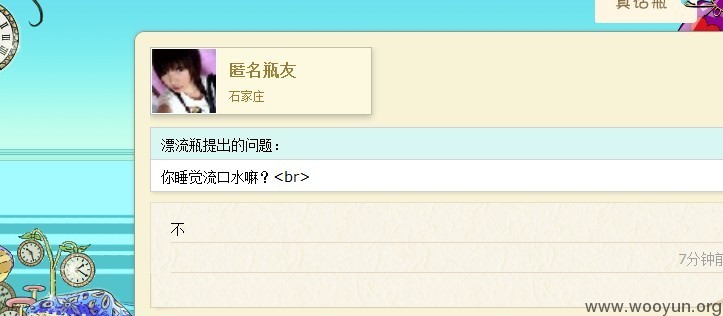 真话瓶
匿名瓶友
石家庄
漂流瓶提出的问题：
你睡觉流口水嘛？<br>
不
7分钟前
www.wooyun.org